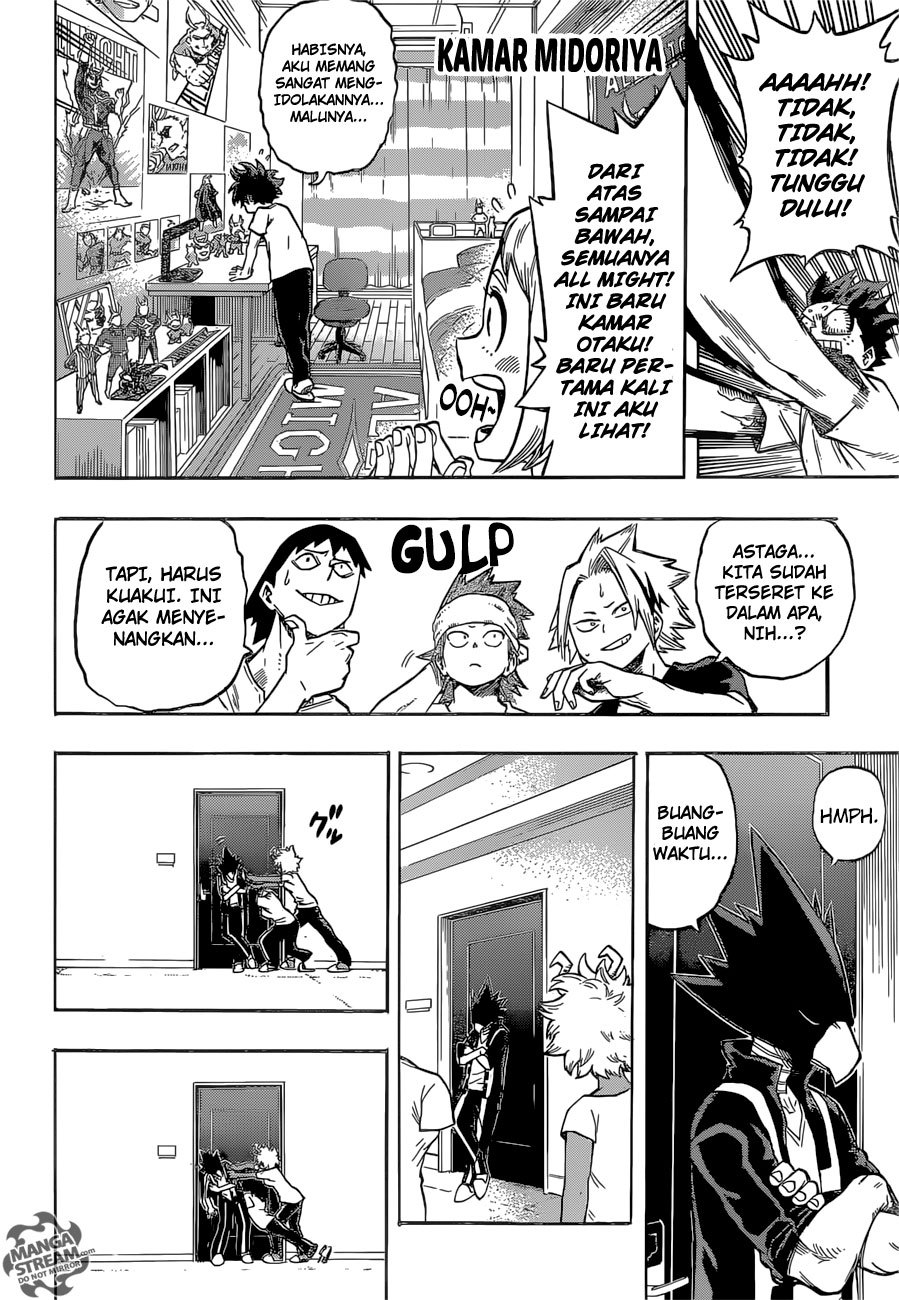 AAAAHH!
TIDAK,
TIDAK,
TIDAK!
TUNGGU
DULU!
KAMAR MIDORIYA
DARI
ATAS
SAMPAI
BAWAH,
SEMUANYA
ALL MIGHT!
INI BARU
KAMAR
OTAKU!
BARU PER-
TAMA KALI
INI AKU
LIHAT!
OOH~
HABISNYA,
AKU MEMANG
SANGAT MENG-
IDOLAKANNYA...
MALUNYA...
ASTAGA...
KITA SUDAH
TERSERET KE
DALAM APA,
NIH...?
GULP
TAPI, HARUS
KUAKUI. INI
AGAK MENYE-
NANGKAN...
HMPH.
BUANG-
BUANG
WAKTU...
グッ
MANGA
STREAM.com
DO NOT MIRROR!